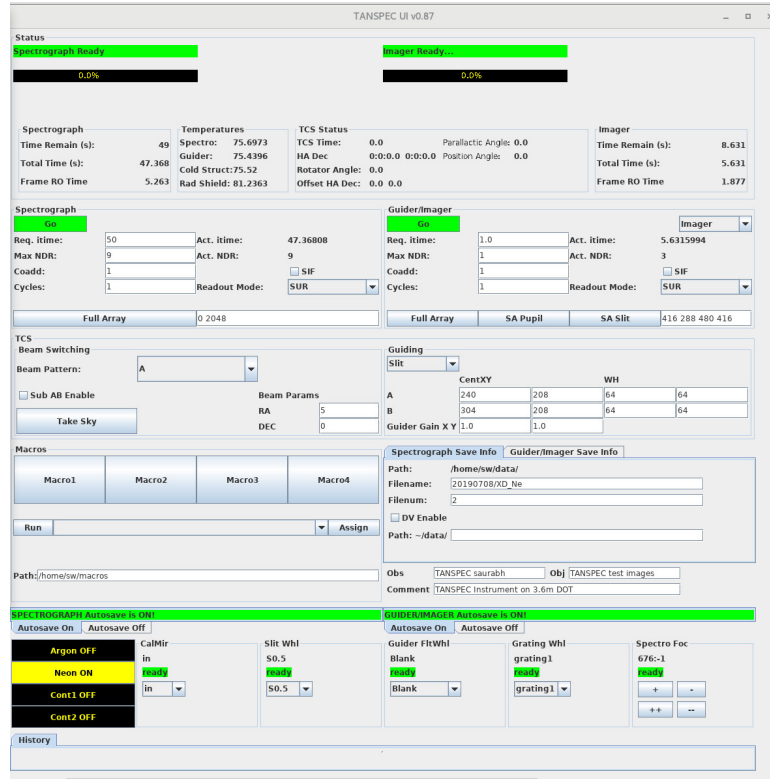 TANSPEC UI v0.87
Status
Spectrograph Ready
Imager Ready...
0.0%
0.0%
Spectrograph
Time Remain (s): 49
Total Time (s): 47.368
Frame RO Time 5.263
Temperatures
Spectro: 75.6973
Guider: 75.4396
Cold Struct:75.52
Rad Shield: 81.2363
TCS Status
TCS Time: 0.0 Parallactic Angle: 0.0
HA Dec 0:0:0.0 0:0:0.0 Position Angle: 0.0
Rotator Angle: 0.0
Offset HA Dec: 0.0 0.0
Imager
Time Remain (s): 8.631
Total Time (s): 5.631
Frame RO Time 1.877
Spectrograph
Go
Req. itime: 50 Act. itime: 47.36808
Max NDR: 9 Act. NDR: 9
Coadd: 1 SIF
Cycles: 1 Readout Mode: SUR
Full Array 0 2048
Guider/Imager
Go Imager
Req. itime: 1.0 Act. itime: 5.6315994
Max NDR: 1 Act. NDR: 3
Coadd: 1 SIF
Cycles: 1 Readout Mode: SUR
Full Array SA Pupil SA Slit 416 288 480 416
TCS
Beam Switching
Beam Pattern: A
Sub AB Enable Beam Params
Take Sky
RA 5
DEC 0
Guiding
Slit
CentXY WH
A 240 208 64 64
B 304 208 64 64
Guider Gain X Y 1.0 1.0
Macros
Macro1 Macro2 Macro3 Macro4
Run Assign
Path: /home/sw/macros
Spectrograph Save Info Guider/Imager Save Info
Path: /home/sw/data/
Filename: 20190708/XD_Ne
Filenum: 2
DV Enable
Path: ~/data/
Obs TANSPEC saurabh Obj TANSPEC test images
Comment TANSPEC Instrument on 3.6m DOT
SPECTROGRAPH Autosave is ON!
Autosave On Autosave Off
GUIDER/IMAGER Autosave is ON!
Autosave On Autosave Off
Argon OFF
Neon ON
Cont1 OFF
Cont2 OFF
CalMir
in
ready
in
Slit Whl
S0.5
ready
S0.5
Guider FltWhl
Blank
ready
Blank
Grating Whl
grating1
ready
grating1
Spectro Foc
676:-1
ready
+ -
++ --
History